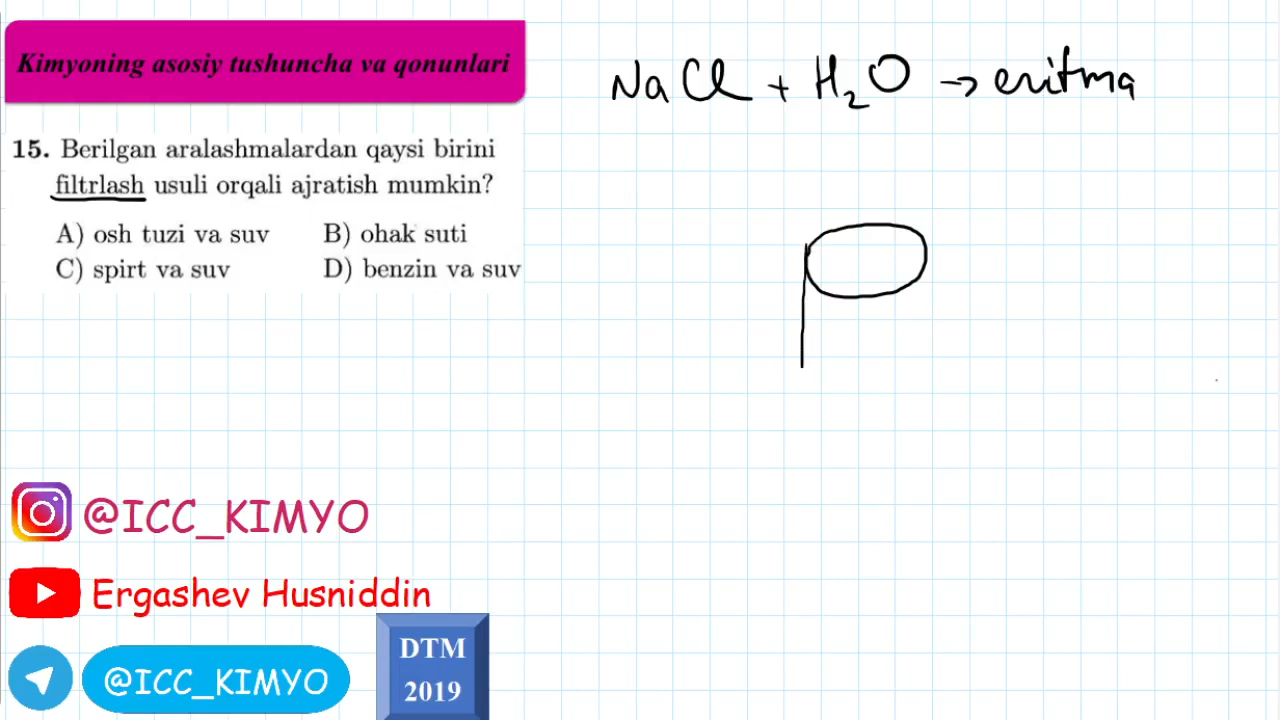 Kimyoning asosiy tushuncha va qonunlari
15. Berilgan aralashmalardan qaysi birini
filtrlash usuli orqali ajratish mumkin?
A) osh tuzi va suv B) ohak suti
C) spirt va suv D) benzin va suv
NaCl + H₂O → eritma
@ICC_KIMYO
Ergashev Husniddin
@ICC_KIMYO
DTM
2019